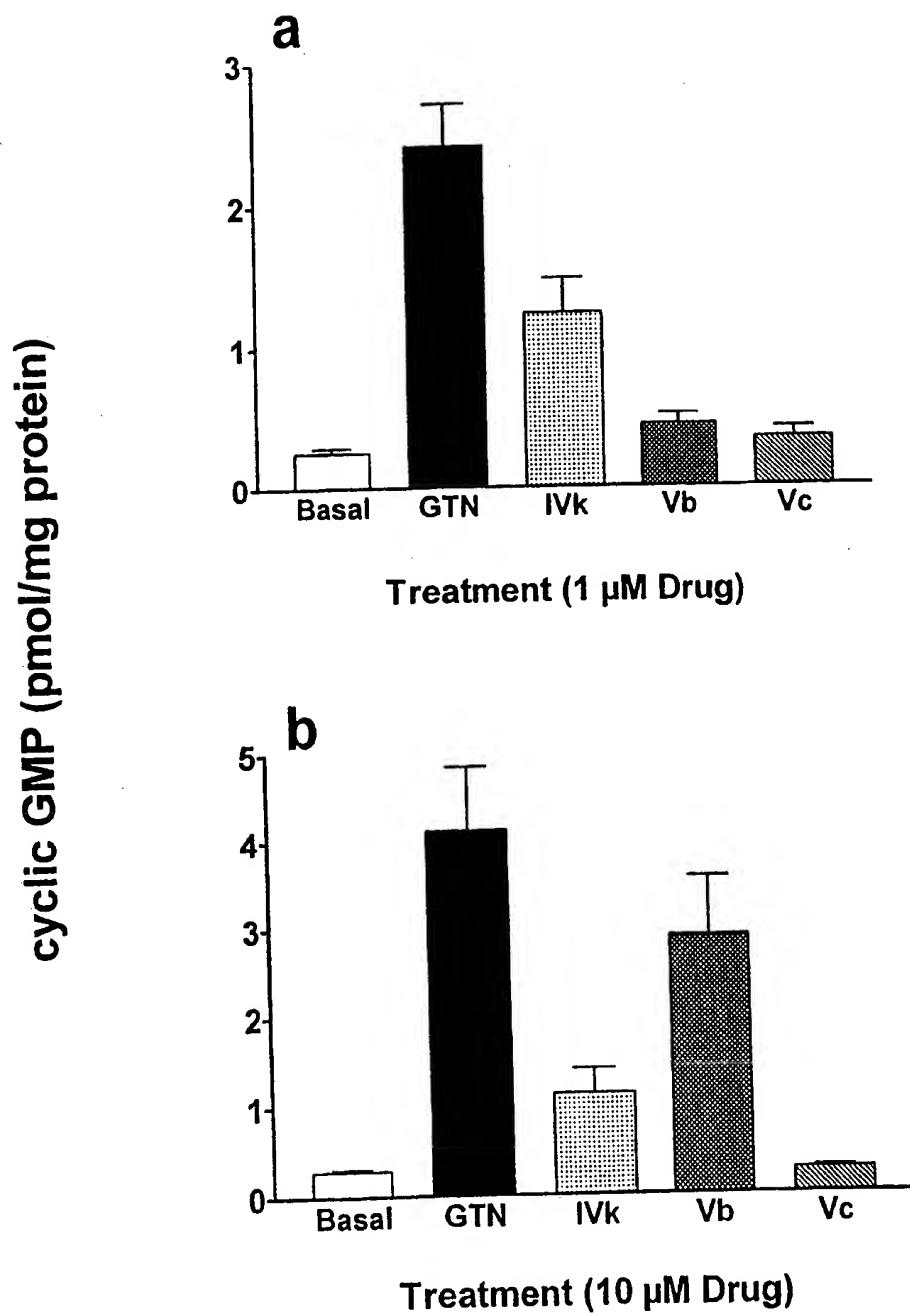 a
cyclic GMP (pmol/mg protein)
3
2
1
0
Basal GTN IVk Vb Vc
Treatment (1 µM Drug)
b
5
4
3
2
1
0
Basal GTN IVk Vb Vc
Treatment (10 µM Drug)